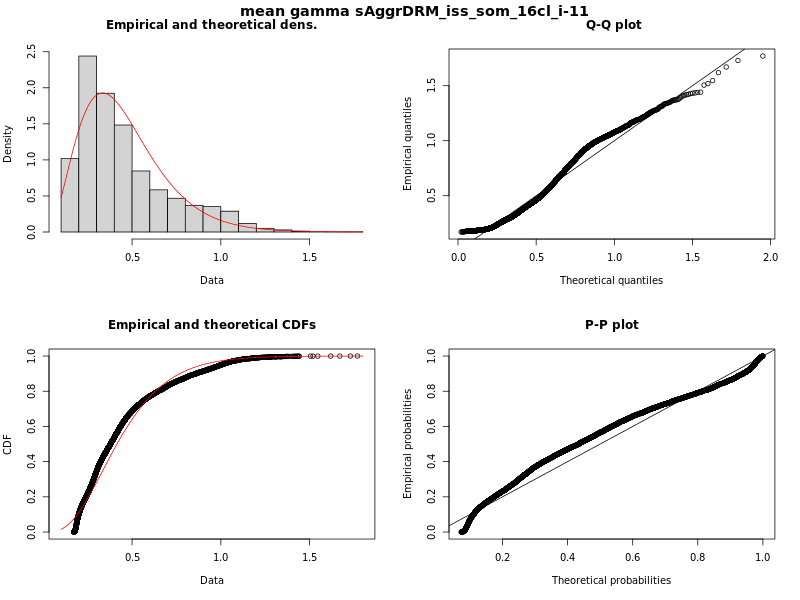 mean gamma sAggrDRM_iss_som_16cl_i-11
Empirical and theoretical dens.
Density
0.0 0.5 1.0 1.5 2.0 2.5
0.5 1.0 1.5
Data
Q-Q plot
Empirical quantiles
0.5 1.0 1.5
0.0 0.5 1.0 1.5 2.0
Theoretical quantiles
Empirical and theoretical CDFs
CDF
0.0 0.2 0.4 0.6 0.8 1.0
0.5 1.0 1.5
Data
P-P plot
Empirical probabilities
0.0 0.2 0.4 0.6 0.8 1.0
0.2 0.4 0.6 0.8 1.0
Theoretical probabilities